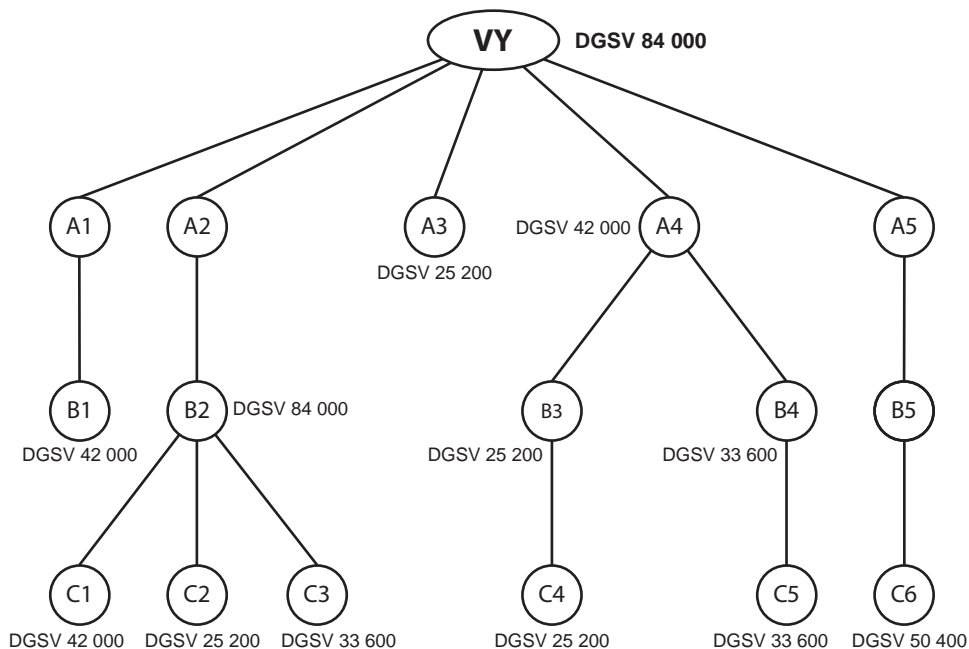 VY DGSV 84 000
A1 A2 A3 DGSV 42 000 A4 A5
DGSV 25 200
B1 B2 DGSV 84 000 B3 B4 B5
DGSV 42 000 DGSV 25 200 DGSV 33 600
C1 C2 C3 C4 C5 C6
DGSV 42 000 DGSV 25 200 DGSV 33 600 DGSV 25 200 DGSV 33 600 DGSV 50 400